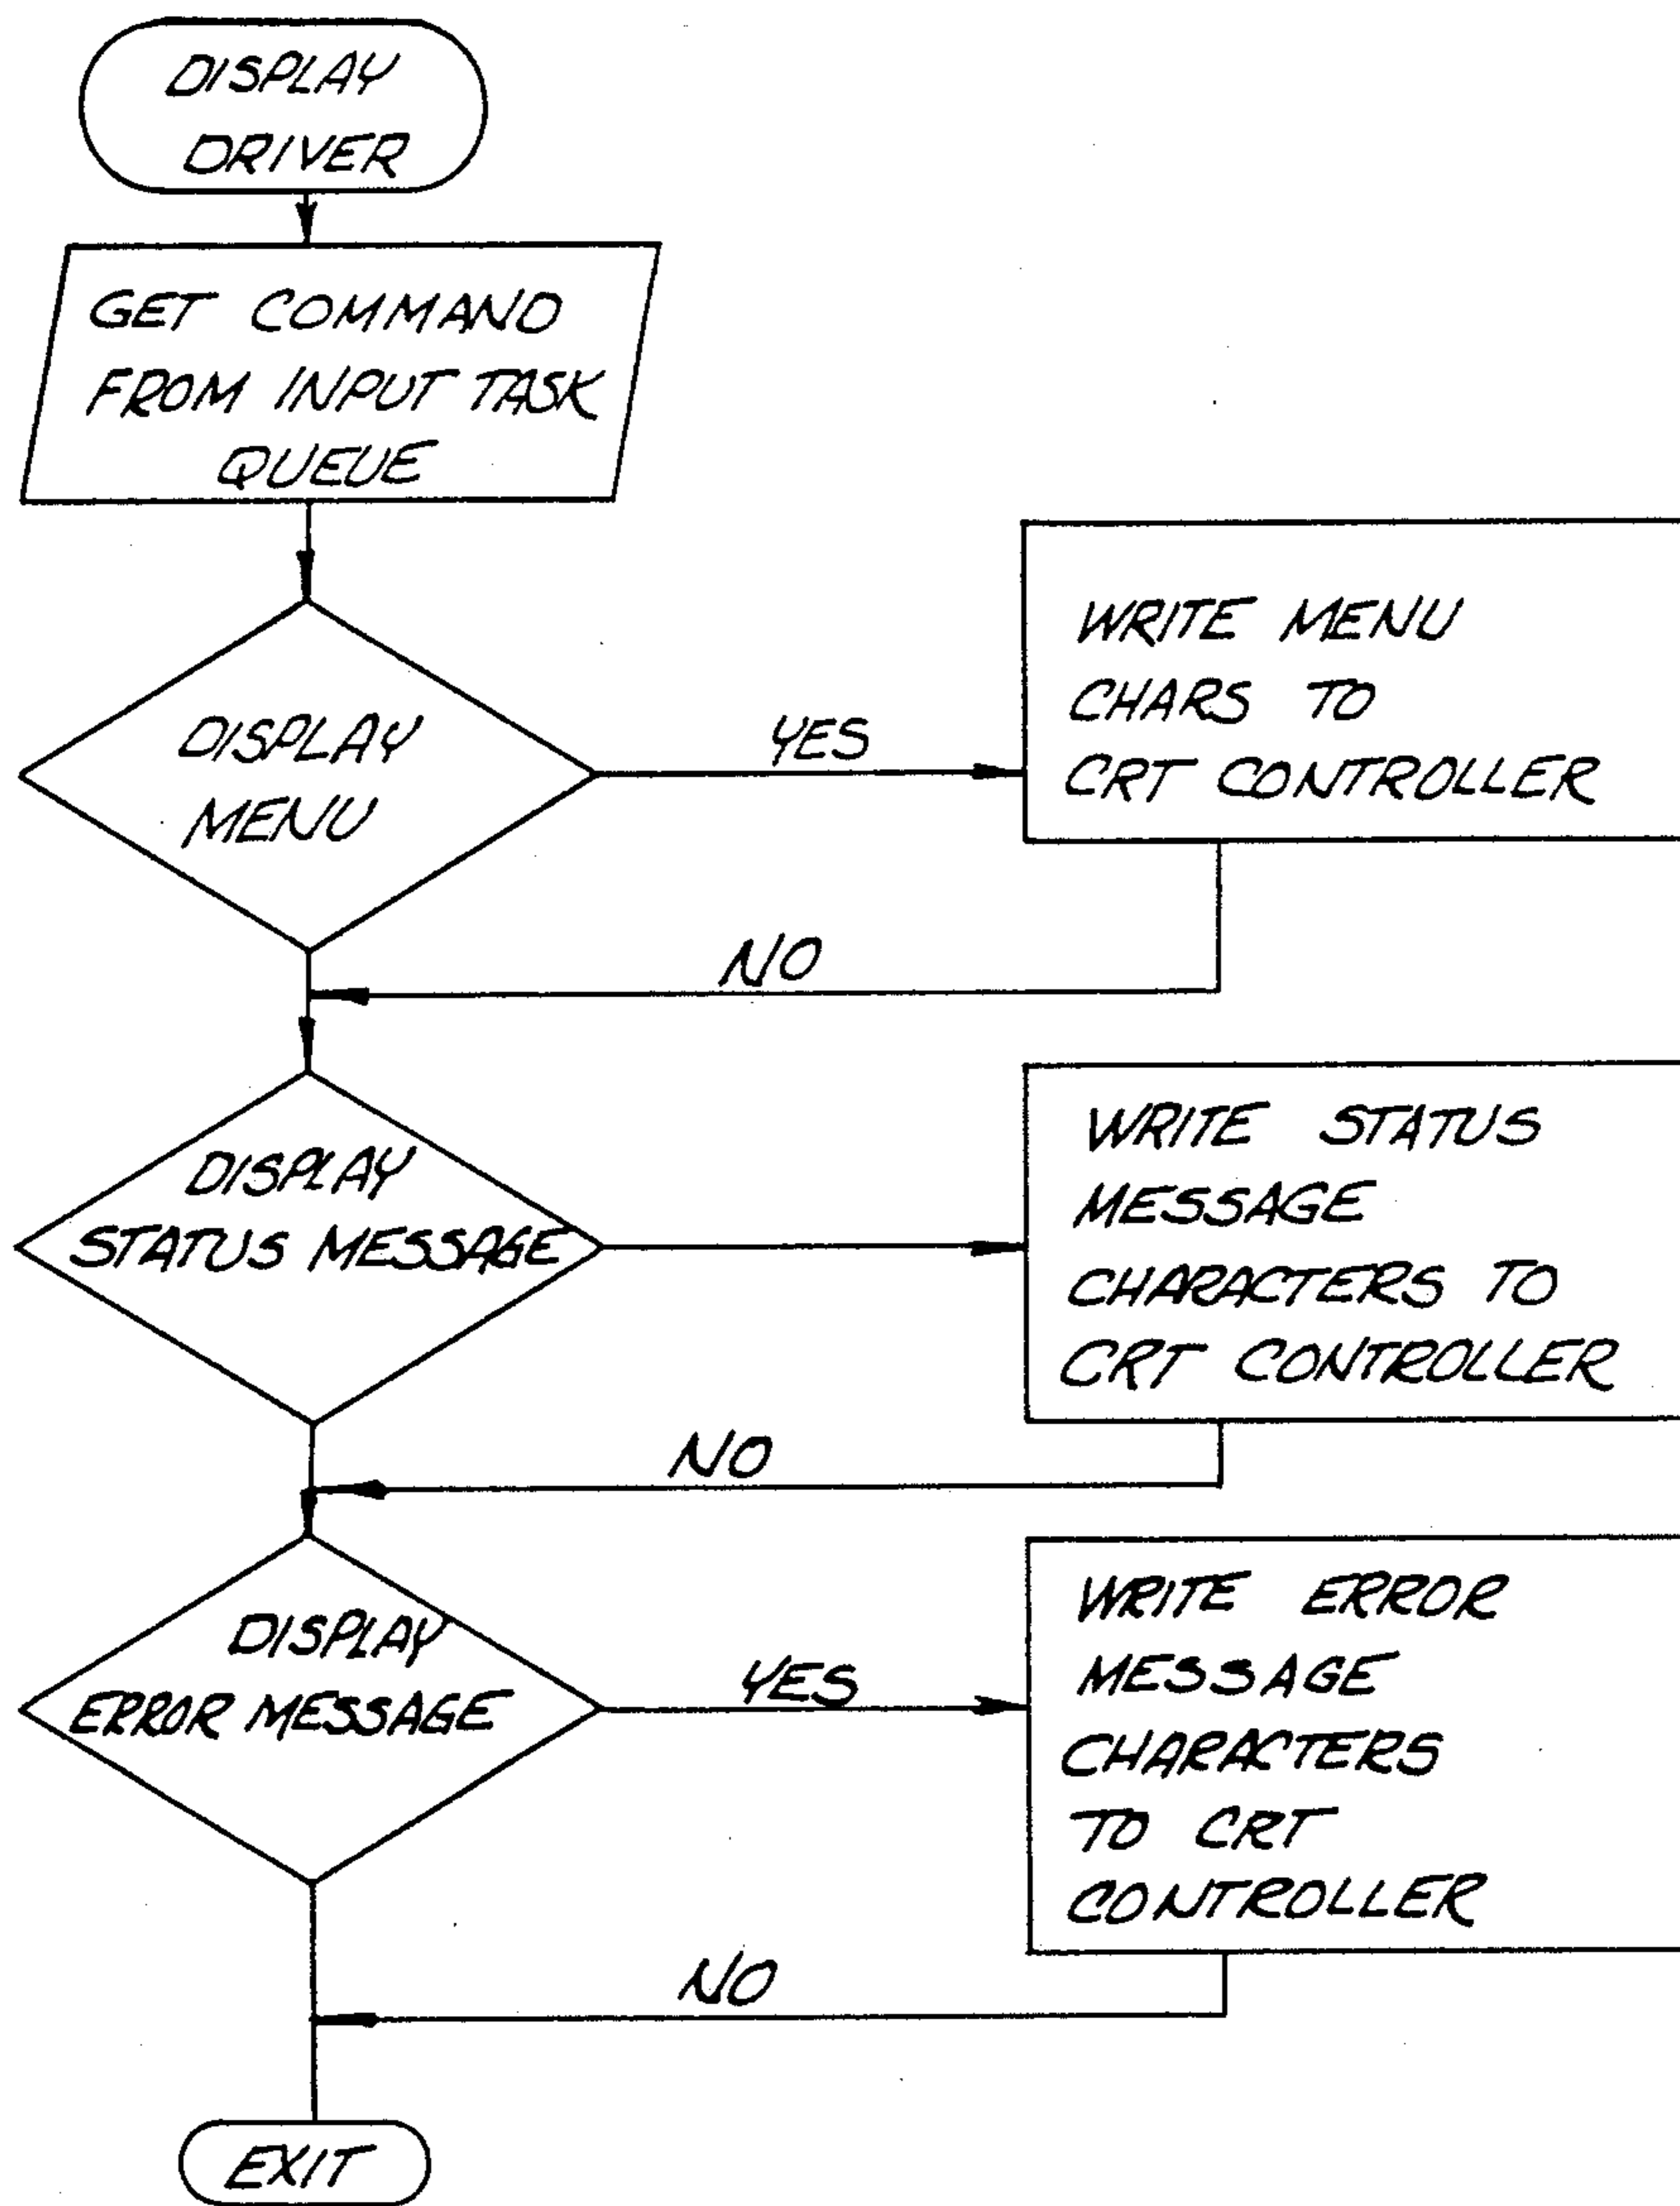 DISPLAY
DRIVER
GET COMMAND
FROM INPUT TASK
QUEUE
DISPLAY
MENU
YES
WRITE MENU
CHARS TO
CRT CONTROLLER
NO
DISPLAY
STATUS MESSAGE
WRITE STATUS
MESSAGE
CHARACTERS TO
CRT CONTROLLER
NO
DISPLAY
ERROR MESSAGE
YES
WRITE ERROR
MESSAGE
CHARACTERS
TO CRT
CONTROLLER
NO
EXIT